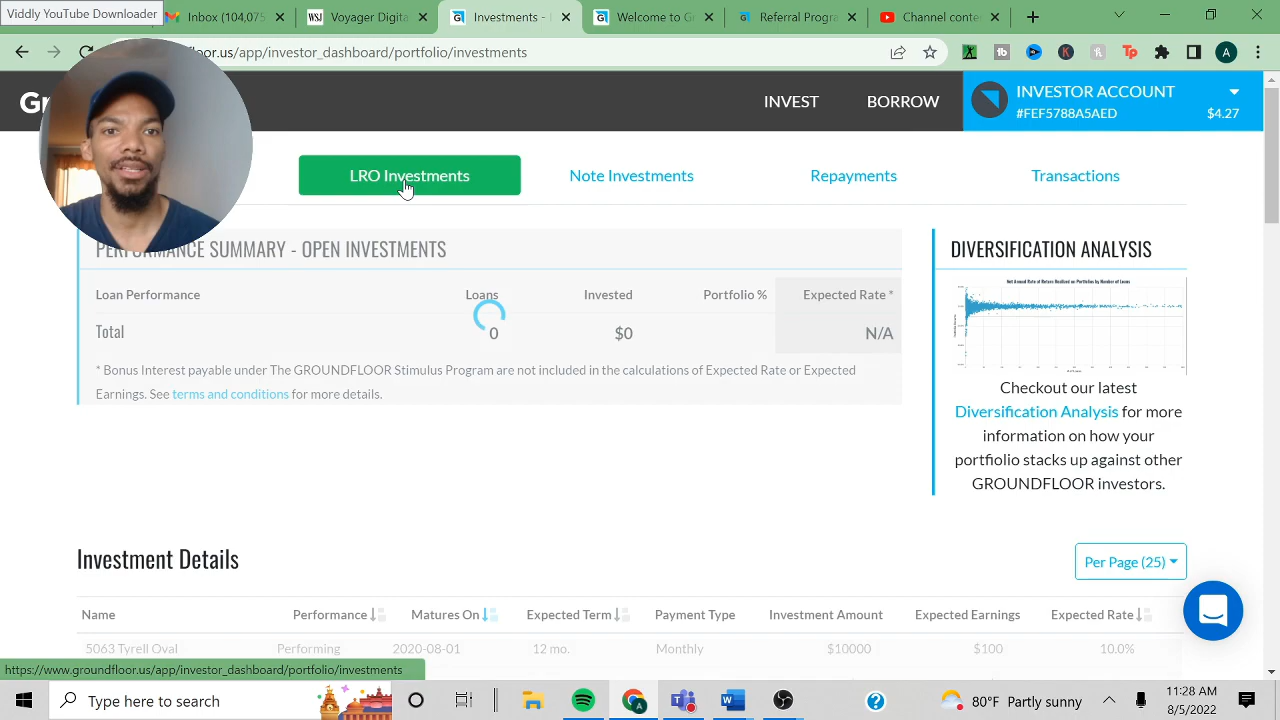 Viddly YouTube Downloader
Inbox (104,075
Voyager Digita
Investments -
Welcome to G
Referral Progra
Channel conte
.us/app/investor_dashboard/portfolio/investments
INVEST
BORROW
INVESTOR ACCOUNT
#FEF5788A5AED
$4.27
LRO Investments
Note Investments
Repayments
Transactions
PERFORMANCE SUMMARY - OPEN INVESTMENTS
Loan Performance
Loans
Invested
Portfolio %
Expected Rate *
Total
0
$0
N/A
* Bonus Interest payable under The GROUNDFLOOR Stimulus Program are not included in the calculations of Expected Rate or Expected
Earnings. See terms and conditions for more details.
DIVERSIFICATION ANALYSIS
Checkout our latest
Diversification Analysis for more
information on how your
portfiolio stacks up against other
GROUNDFLOOR investors.
Investment Details
Per Page (25)
Name
Performance
Matures On
Expected Term
Payment Type
Investment Amount
Expected Earnings
Expected Rate
5063 Tyrell Oval
Performing
2020-08-01
12 mo.
Monthly
$10000
$100
10.0%
https://www.groundfloor.us/app/investor_dashboard/portfolio/investments
Type here to search
80°F Partly sunny
11:28 AM
8/5/2022